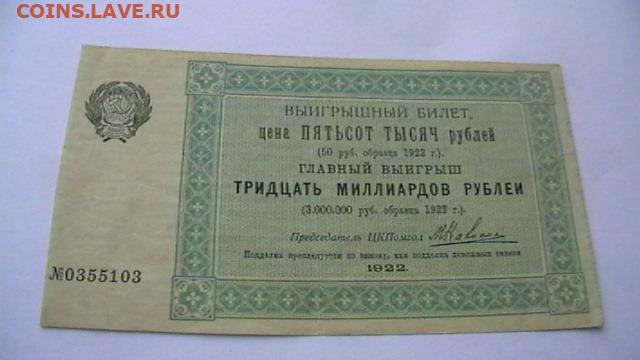 COINS.LAVE.RU
ВЫИГРЫШНЫЙ БИЛЕТ,
цена ПЯТЬСОТ ТЫСЯЧ рублей
(50 руб. образца 1922 г.).
ГЛАВНЫЙ ВЫИГРЫШ
ТРИДЦАТЬ МИЛЛИАРДОВ РУБЛЕЙ
(3.000.000 руб. образца 1922 г.).
Председатель ЦКПомгол
Подделка преследуется по закону, как подделка денежных знаков
1922.
№0355103